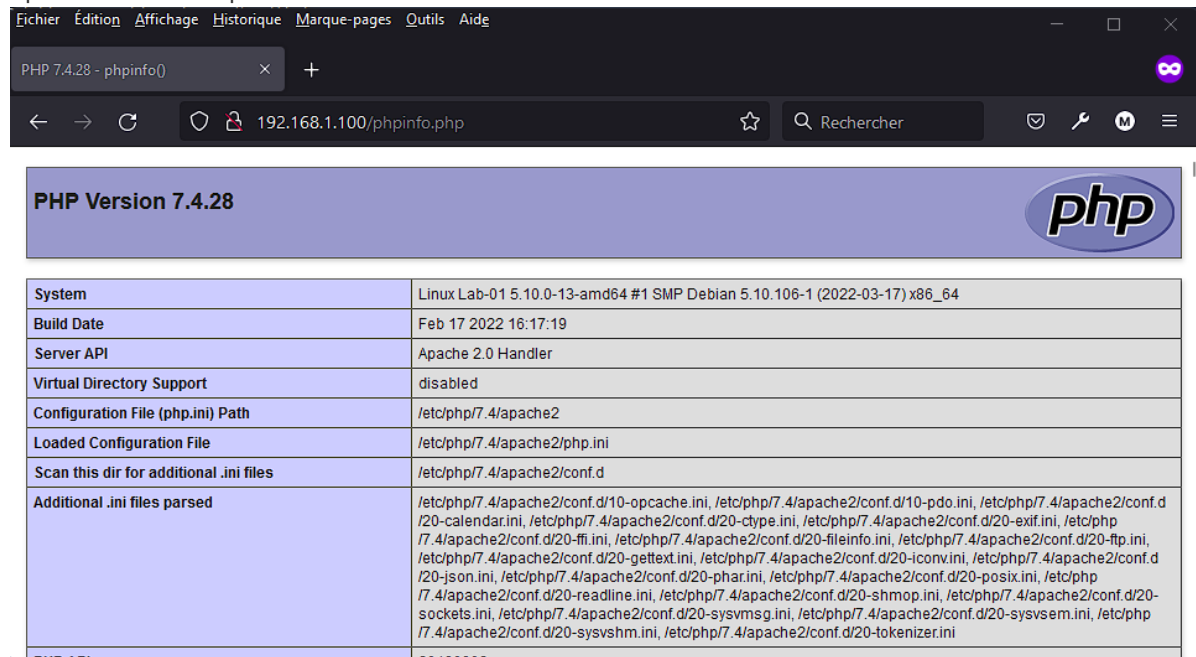 Fichier Édition Affichage Historique Marque-pages Outils Aide
PHP 7.4.28 - phpinfo()
192.168.1.100/phpinfo.php
Rechercher
M
PHP Version 7.4.28
php
System Linux Lab-01 5.10.0-13-amd64 #1 SMP Debian 5.10.106-1 (2022-03-17) x86_64
Build Date Feb 17 2022 16:17:19
Server API Apache 2.0 Handler
Virtual Directory Support disabled
Configuration File (php.ini) Path /etc/php/7.4/apache2
Loaded Configuration File /etc/php/7.4/apache2/php.ini
Scan this dir for additional .ini files /etc/php/7.4/apache2/conf.d
Additional .ini files parsed /etc/php/7.4/apache2/conf.d/10-opcache.ini, /etc/php/7.4/apache2/conf.d/10-pdo.ini, /etc/php/7.4/apache2/conf.d
/20-calendar.ini, /etc/php/7.4/apache2/conf.d/20-ctype.ini, /etc/php/7.4/apache2/conf.d/20-exif.ini, /etc/php
/7.4/apache2/conf.d/20-ffi.ini, /etc/php/7.4/apache2/conf.d/20-fileinfo.ini, /etc/php/7.4/apache2/conf.d/20-ftp.ini,
/etc/php/7.4/apache2/conf.d/20-gettext.ini, /etc/php/7.4/apache2/conf.d/20-iconv.ini, /etc/php/7.4/apache2/conf.d
/20-json.ini, /etc/php/7.4/apache2/conf.d/20-phar.ini, /etc/php/7.4/apache2/conf.d/20-posix.ini, /etc/php
/7.4/apache2/conf.d/20-readline.ini, /etc/php/7.4/apache2/conf.d/20-shmop.ini, /etc/php/7.4/apache2/conf.d/20-
sockets.ini, /etc/php/7.4/apache2/conf.d/20-sysvmsg.ini, /etc/php/7.4/apache2/conf.d/20-sysvsem.ini, /etc/php
/7.4/apache2/conf.d/20-sysvshm.ini, /etc/php/7.4/apache2/conf.d/20-tokenizer.ini